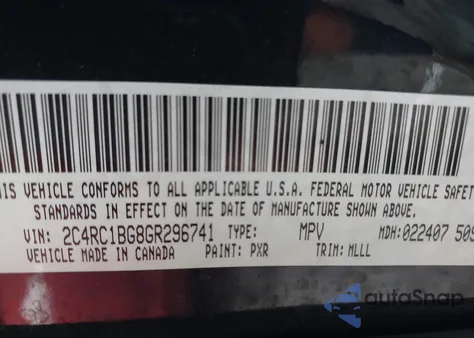 IS VEHICLE CONFORMS TO ALL APPLICABLE U.S.A. FEDERAL MOTOR VEHICLE SAFET
STANDARDS IN EFFECT ON THE DATE OF MANUFACTURE SHOWN ABOVE.
VIN: 2C4RC1BG8GR296741 TYPE: MPV MDH:022407 509
VEHICLE MADE IN CANADA PAINT: PXR TRIM: MLLL
autoSnap